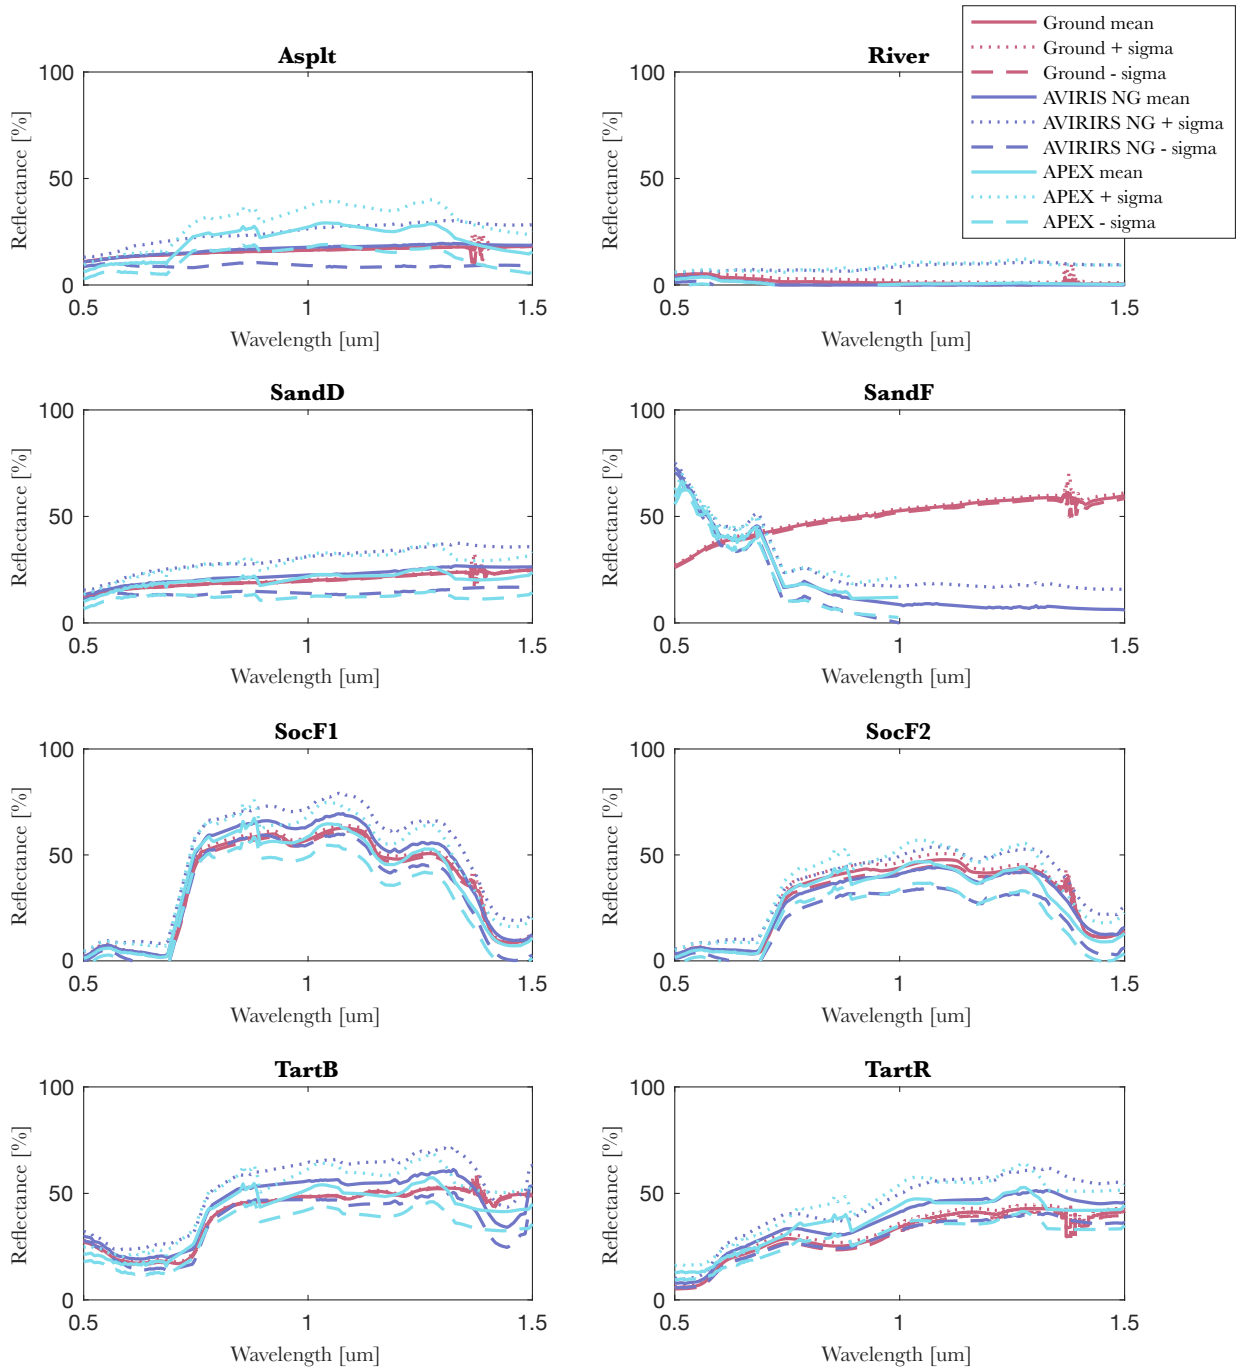 Ground mean
Ground + sigma
Ground - sigma
AVIRIS NG mean
AVIRIRS NG + sigma
AVIRIRS NG - sigma
APEX mean
APEX + sigma
APEX - sigma
Asplt
100
50
0
0.5 1 1.5
Reflectance [%]
Wavelength [um]
River
100
50
0
0.5 1 1.5
Reflectance [%]
Wavelength [um]
SandD
100
50
0
0.5 1 1.5
Reflectance [%]
Wavelength [um]
SandF
100
50
0
0.5 1 1.5
Reflectance [%]
Wavelength [um]
SocF1
100
50
0
0.5 1 1.5
Reflectance [%]
Wavelength [um]
SocF2
100
50
0
0.5 1 1.5
Reflectance [%]
Wavelength [um]
TartB
100
50
0
0.5 1 1.5
Reflectance [%]
Wavelength [um]
TartR
100
50
0
0.5 1 1.5
Reflectance [%]
Wavelength [um]